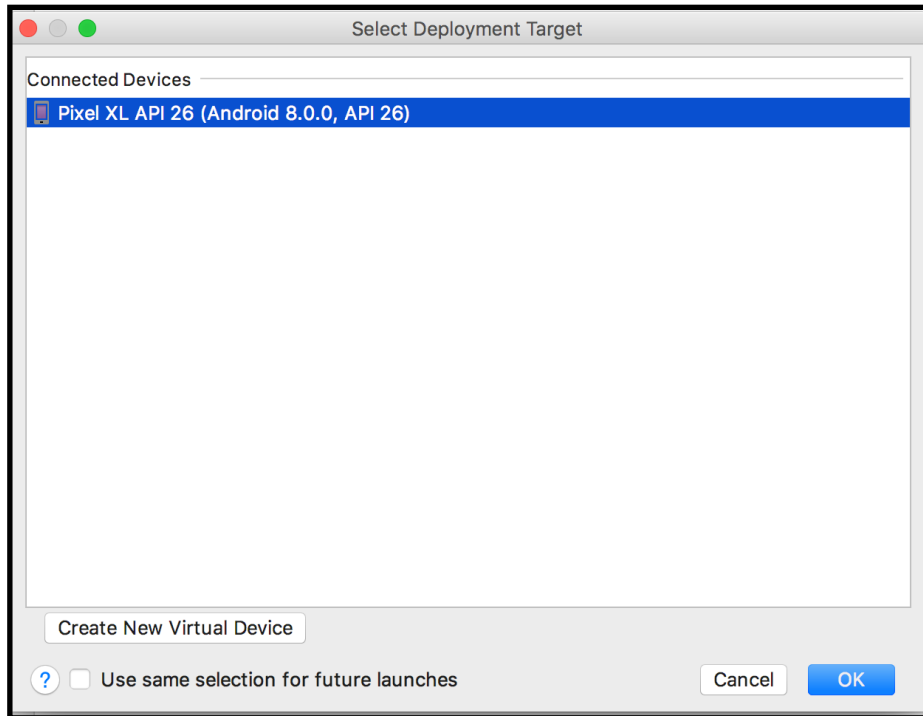 Select Deployment Target
Connected Devices
Pixel XL API 26 (Android 8.0.0, API 26)
Create New Virtual Device
? Use same selection for future launches Cancel OK